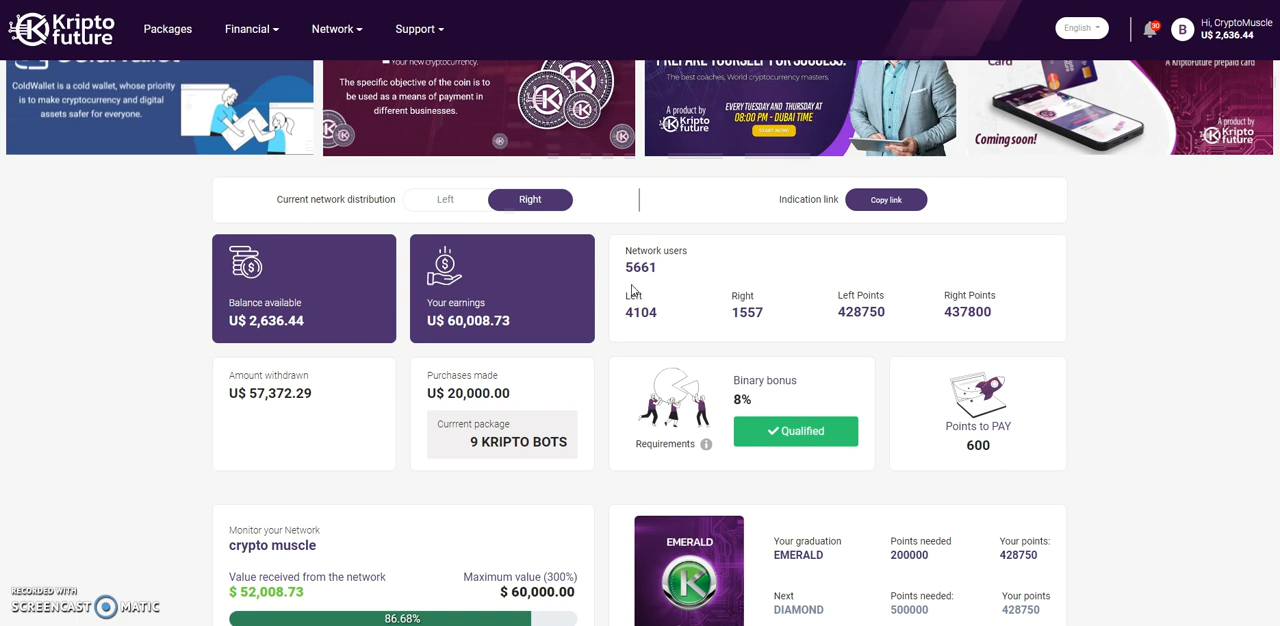 Kripto future
Packages
Financial
Network
Support
English
30
B
Hi, CryptoMuscle
U$ 2,636.44
ColdWallet is a cold wallet, whose priority
is to make cryptocurrency and digital
assets safer for everyone.
Your new cryptocurrency.
The specific objective of the coin is to
be used as a means of payment in
different businesses.
PREPARE YOURSELF FOR SUCCESS.
The best coaches, World cryptocurrency masters.
A product by
Kripto future
EVERY TUESDAY AND THURSDAY AT
08:00 PM - DUBAI TIME
START NOW!
Card
A Kriptofuture prepaid card
Coming soon!
A product by
Kripto future
Current network distribution
Left
Right
Indication link
Copy link
Balance available
U$ 2,636.44
Your earnings
U$ 60,008.73
Network users
5661
Left
4104
Right
1557
Left Points
428750
Right Points
437800
Amount withdrawn
U$ 57,372.29
Purchases made
U$ 20,000.00
Currrent package
9 KRIPTO BOTS
Binary bonus
8%
Requirements
Qualified
Points to PAY
600
Monitor your Network
crypto muscle
Value received from the network
$ 52,008.73
Maximum value (300%)
$ 60,000.00
86.68%
EMERALD
Your graduation
EMERALD
Points needed
200000
Your points:
428750
Next
DIAMOND
Points needed:
500000
Your points
428750
RECORDED WITH
SCREENCAST MATIC